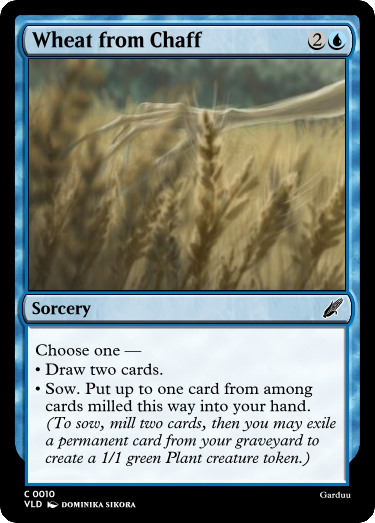 Wheat from Chaff
2
Sorcery
Choose one —
• Draw two cards.
• Sow. Put up to one card from among
cards milled this way into your hand.
(To sow, mill two cards, then you may exile
a permanent card from your graveyard to
create a 1/1 green Plant creature token.)
C 0010
Garduu
VLD DOMINIKA SIKORA